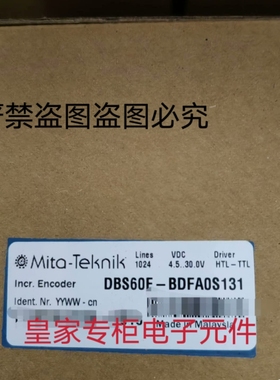 严禁盗图盗图必究
Mita-Teknik Lines 1024 VDC 4.5..30.0V Driver HTL-TTL
Incr. Encoder DBS60E-BDFA0S131
Ident. Nr. YYWW-cn
Made in Malaysia
皇家专柜电子元件